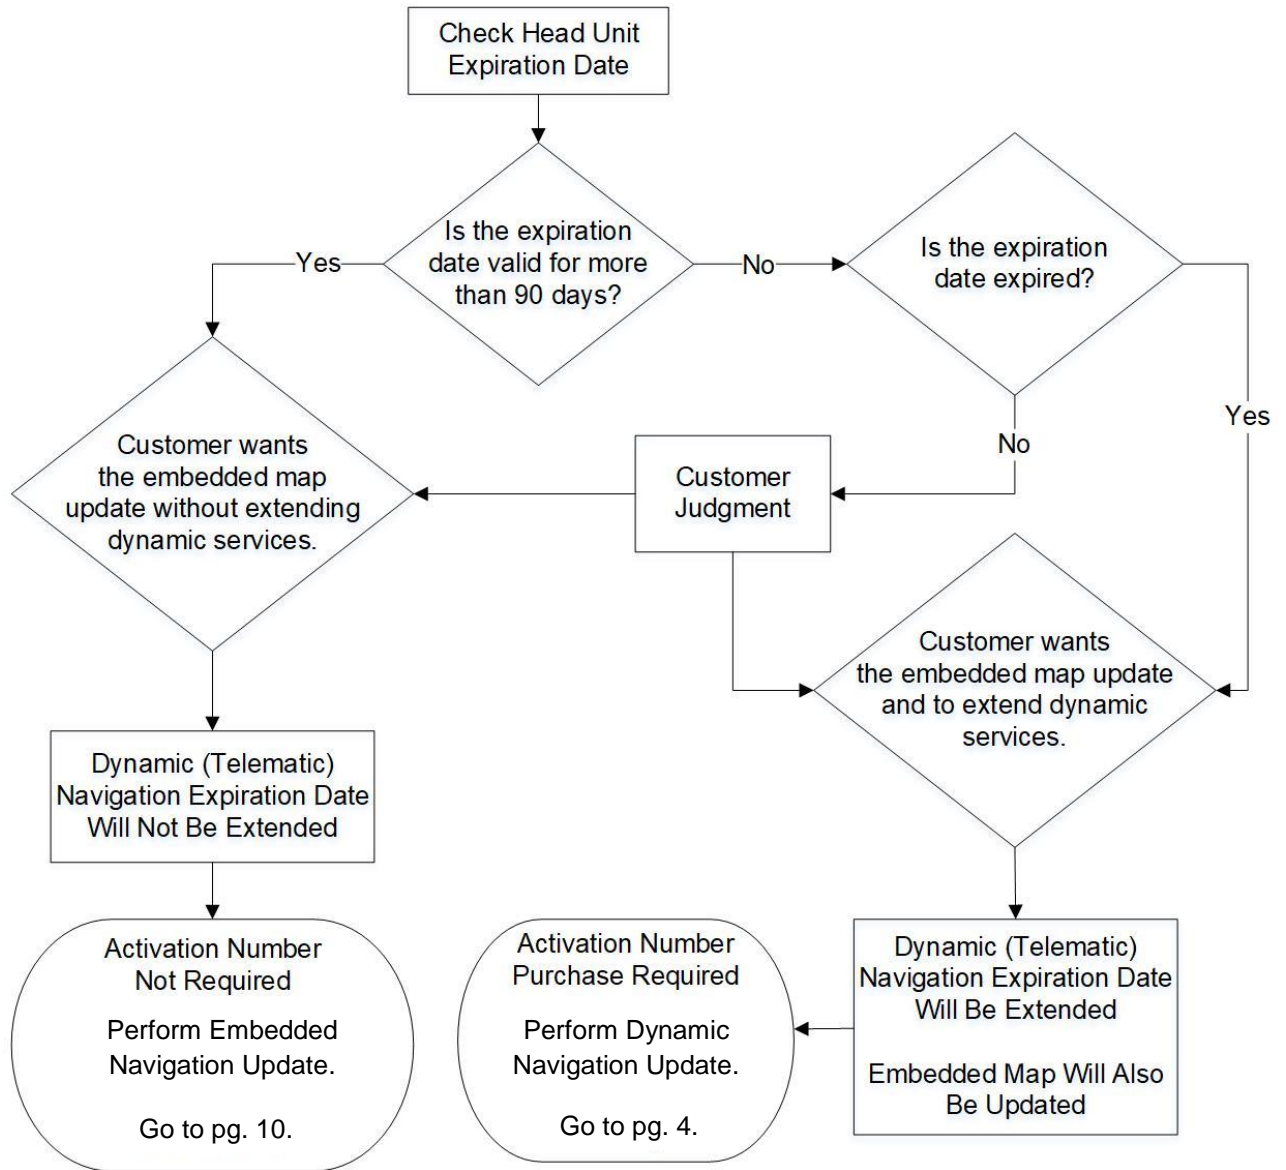 Check Head Unit
Expiration Date
Is the expiration
date valid for more
than 90 days?
Yes
No
Is the expiration
date expired?
Yes
No
Customer
Judgment
Customer wants
the embedded map
update without extending
dynamic services.
Customer wants
the embedded map update
and to extend dynamic
services.
Dynamic (Telematic)
Navigation Expiration Date
Will Not Be Extended
Activation Number
Not Required
Perform Embedded
Navigation Update.
Go to pg. 10.
Activation Number
Purchase Required
Perform Dynamic
Navigation Update.
Go to pg. 4.
Dynamic (Telematic)
Navigation Expiration Date
Will Be Extended
Embedded Map Will Also
Be Updated